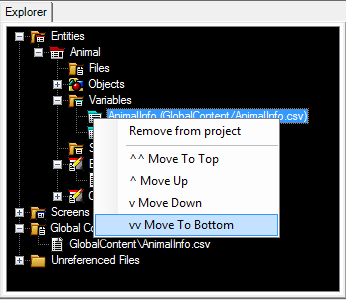 Explorer
Entities
Animal
Files
Objects
Variables
AnimalInfo (GlobalContent/AnimalInfo.csv)
Remove from project
^^ Move To Top
^ Move Up
v Move Down
Screens
vv Move To Bottom
Global Co
GlobalContent\AnimalInfo.csv
Unreferenced Files